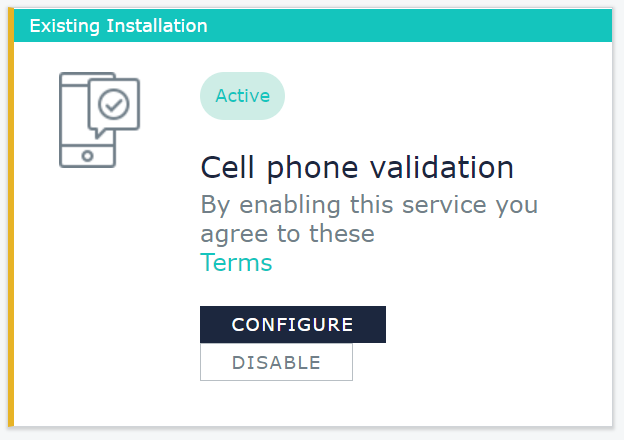 Existing Installation
Active
Cell phone validation
By enabling this service you
agree to these
Terms
CONFIGURE
DISABLE